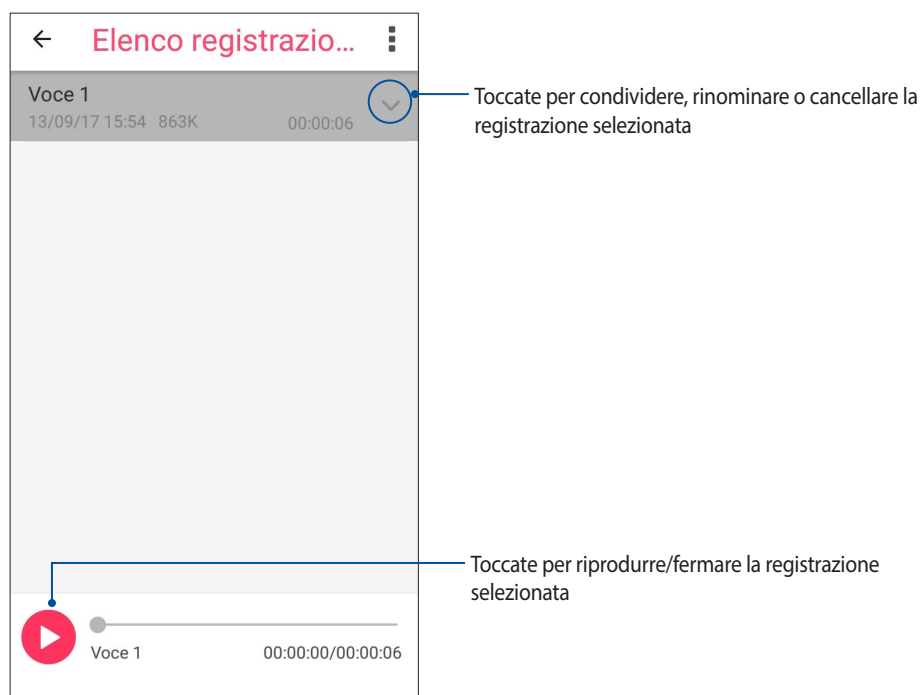 Elenco registrazio...
Voce 1
13/09/17 15:54 863K 00:00:06
Toccate per condividere, rinominare o cancellare la
registrazione selezionata
Toccate per riprodurre/fermare la registrazione
selezionata
Voce 1 00:00:00/00:00:06